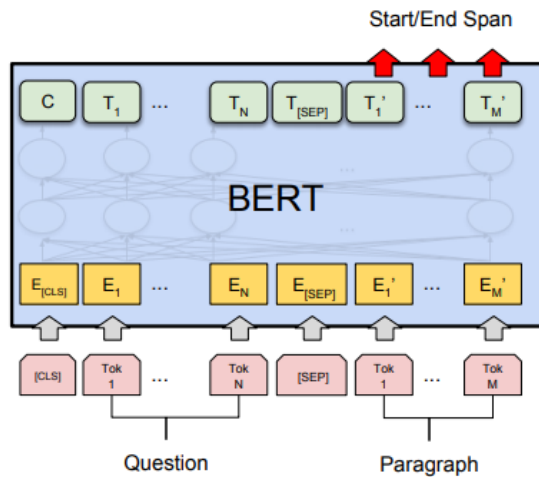 Start/End Span
C T1 ... TN T[SEP] T1' ... TM'
BERT
E[CLS] E1 ... EN E[SEP] E1' ... EM'
[CLS] Tok 1 ... Tok N [SEP] Tok 1 ... Tok M
Question Paragraph